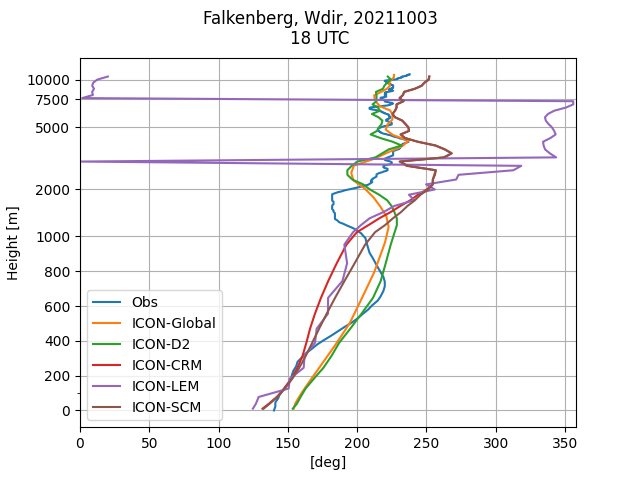 Falkenberg, Wdir, 20211003
18 UTC
Height [m]
10000
7500
5000
2000
1000
800
600
400
200
0
Obs
ICON-Global
ICON-D2
ICON-CRM
ICON-LEM
ICON-SCM
0 50 100 150 200 250 300 350
[deg]